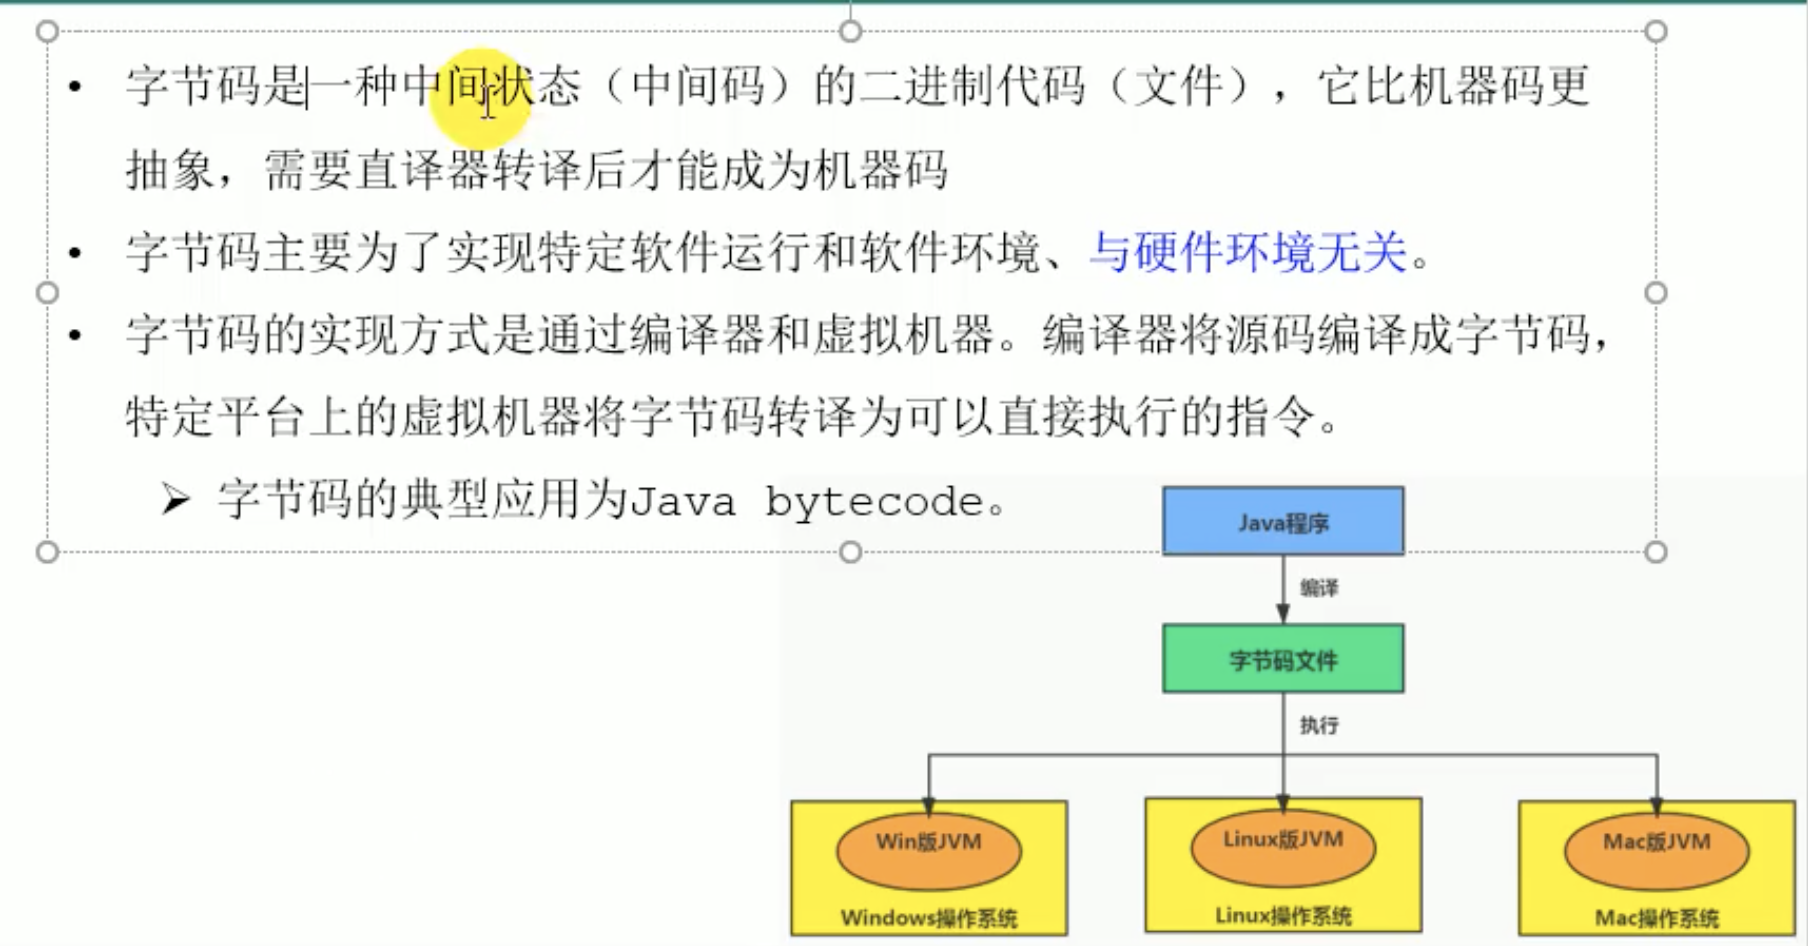 • 字节码是一种中间状态（中间码）的二进制代码（文件），它比机器码更
抽象，需要直译器转译后才能成为机器码
• 字节码主要为了实现特定软件运行和软件环境、与硬件环境无关。
• 字节码的实现方式是通过编译器和虚拟机器。编译器将源码编译成字节码，
特定平台上的虚拟机器将字节码转译为可以直接执行的指令。
➢ 字节码的典型应用为Java bytecode。
Java程序
编译
字节码文件
执行
Win版JVM
Windows操作系统
Linux版JVM
Linux操作系统
Mac版JVM
Mac操作系统